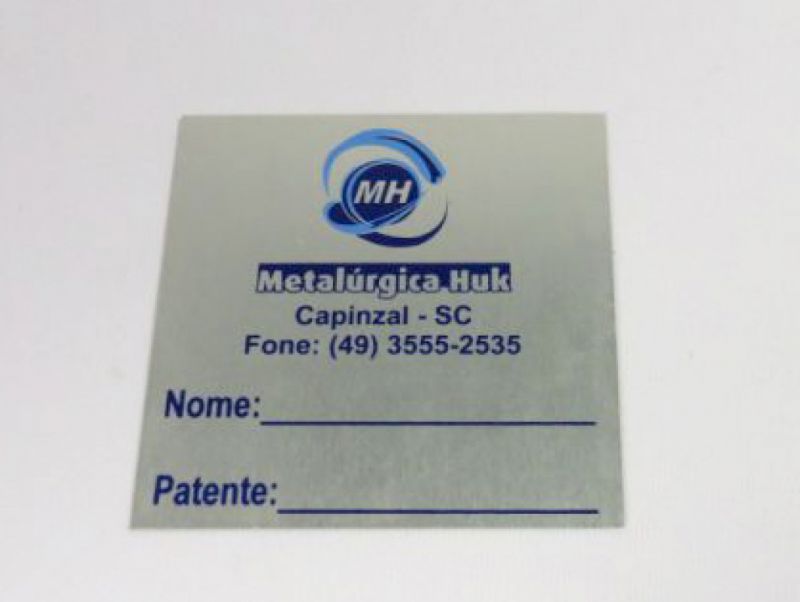 MH
Metalúrgica Huk
Capinzal - SC
Fone: (49) 3555-2535
Nome:
Patente: